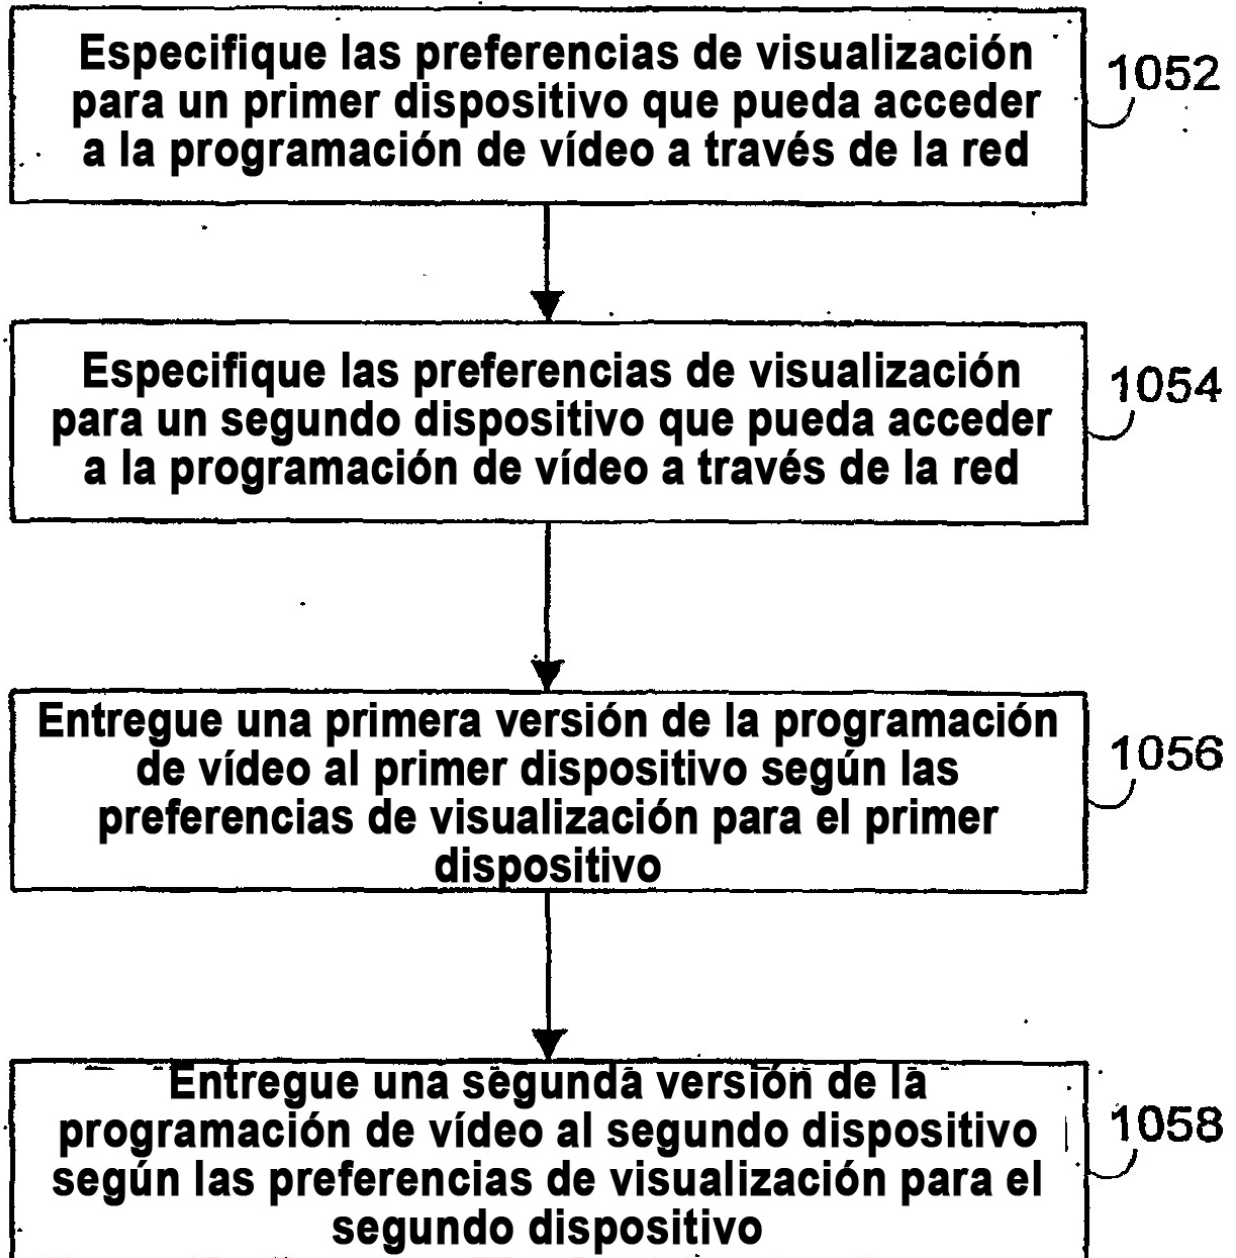 Especifique las preferencias de visualización
para un primer dispositivo que pueda acceder
a la programación de vídeo a través de la red
1052
Especifique las preferencias de visualización
para un segundo dispositivo que pueda acceder
a la programación de vídeo a través de la red
1054
Entregue una primera versión de la programación
de vídeo al primer dispositivo según las
preferencias de visualización para el primer
dispositivo
1056
Entregue una segunda versión de la
programación de vídeo al segundo dispositivo
según las preferencias de visualización para el
segundo dispositivo
1058